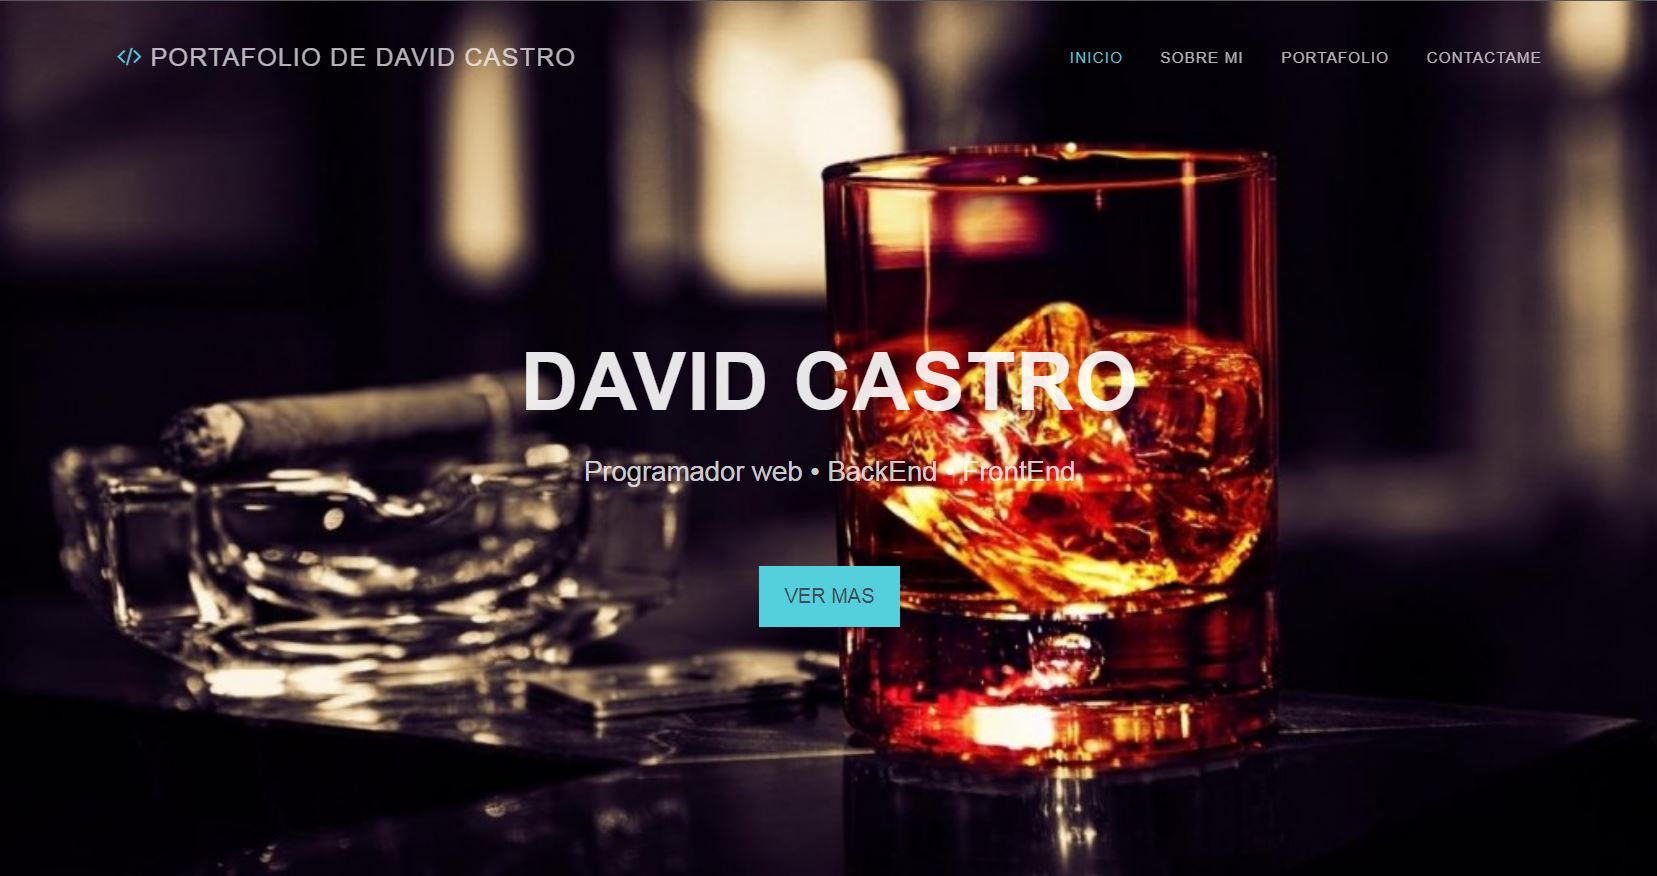 </> PORTAFOLIO DE DAVID CASTRO
INICIO SOBRE MI PORTAFOLIO CONTACTAME
DAVID CASTRO
Programador web • BackEnd • FrontEnd.
VER MAS